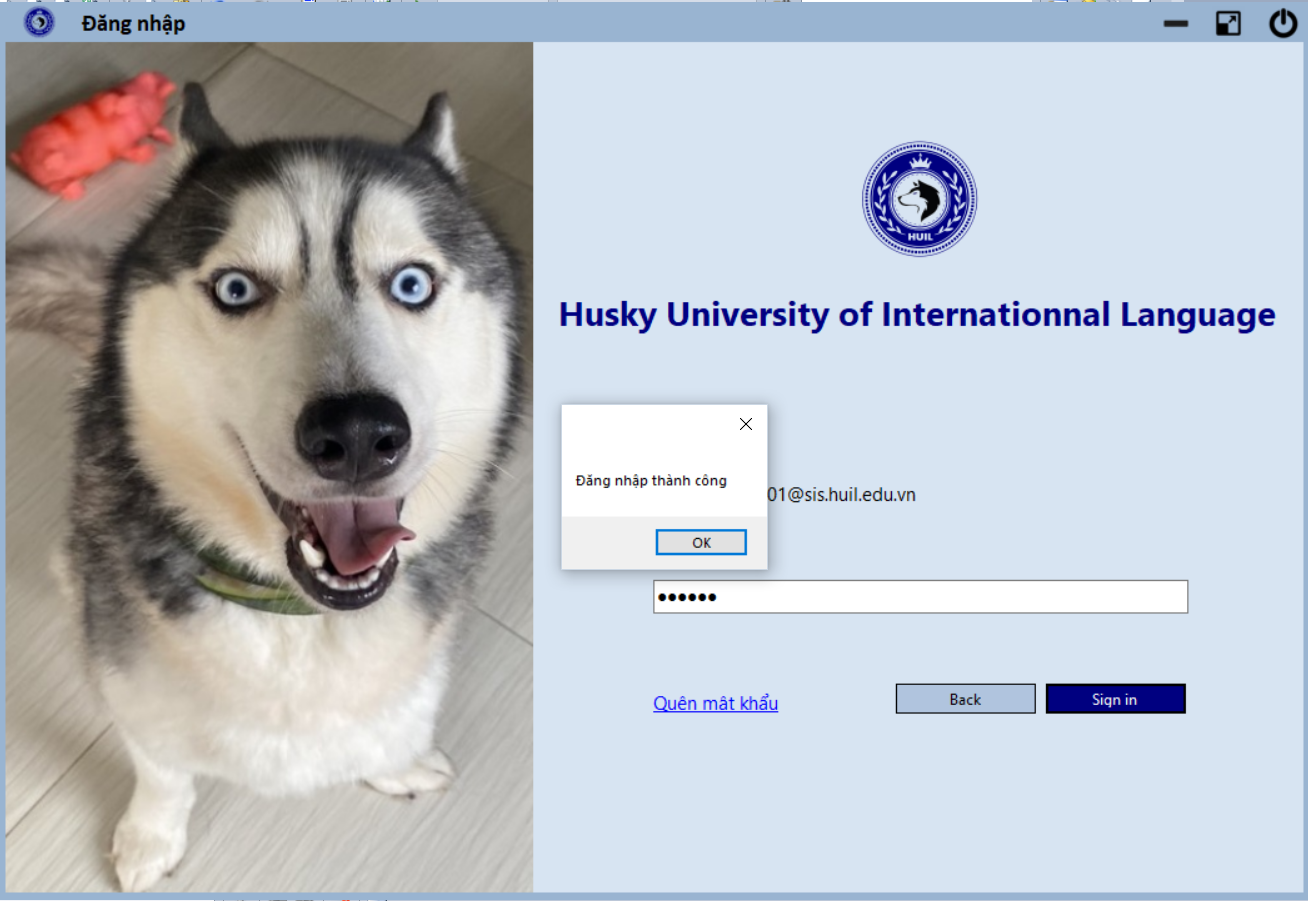 Đăng nhập
HUIL
Husky University of Internationnal Language
Đăng nhập thành công
01@sis.huil.edu.vn
OK
Quên mật khẩu
Back
Sign in